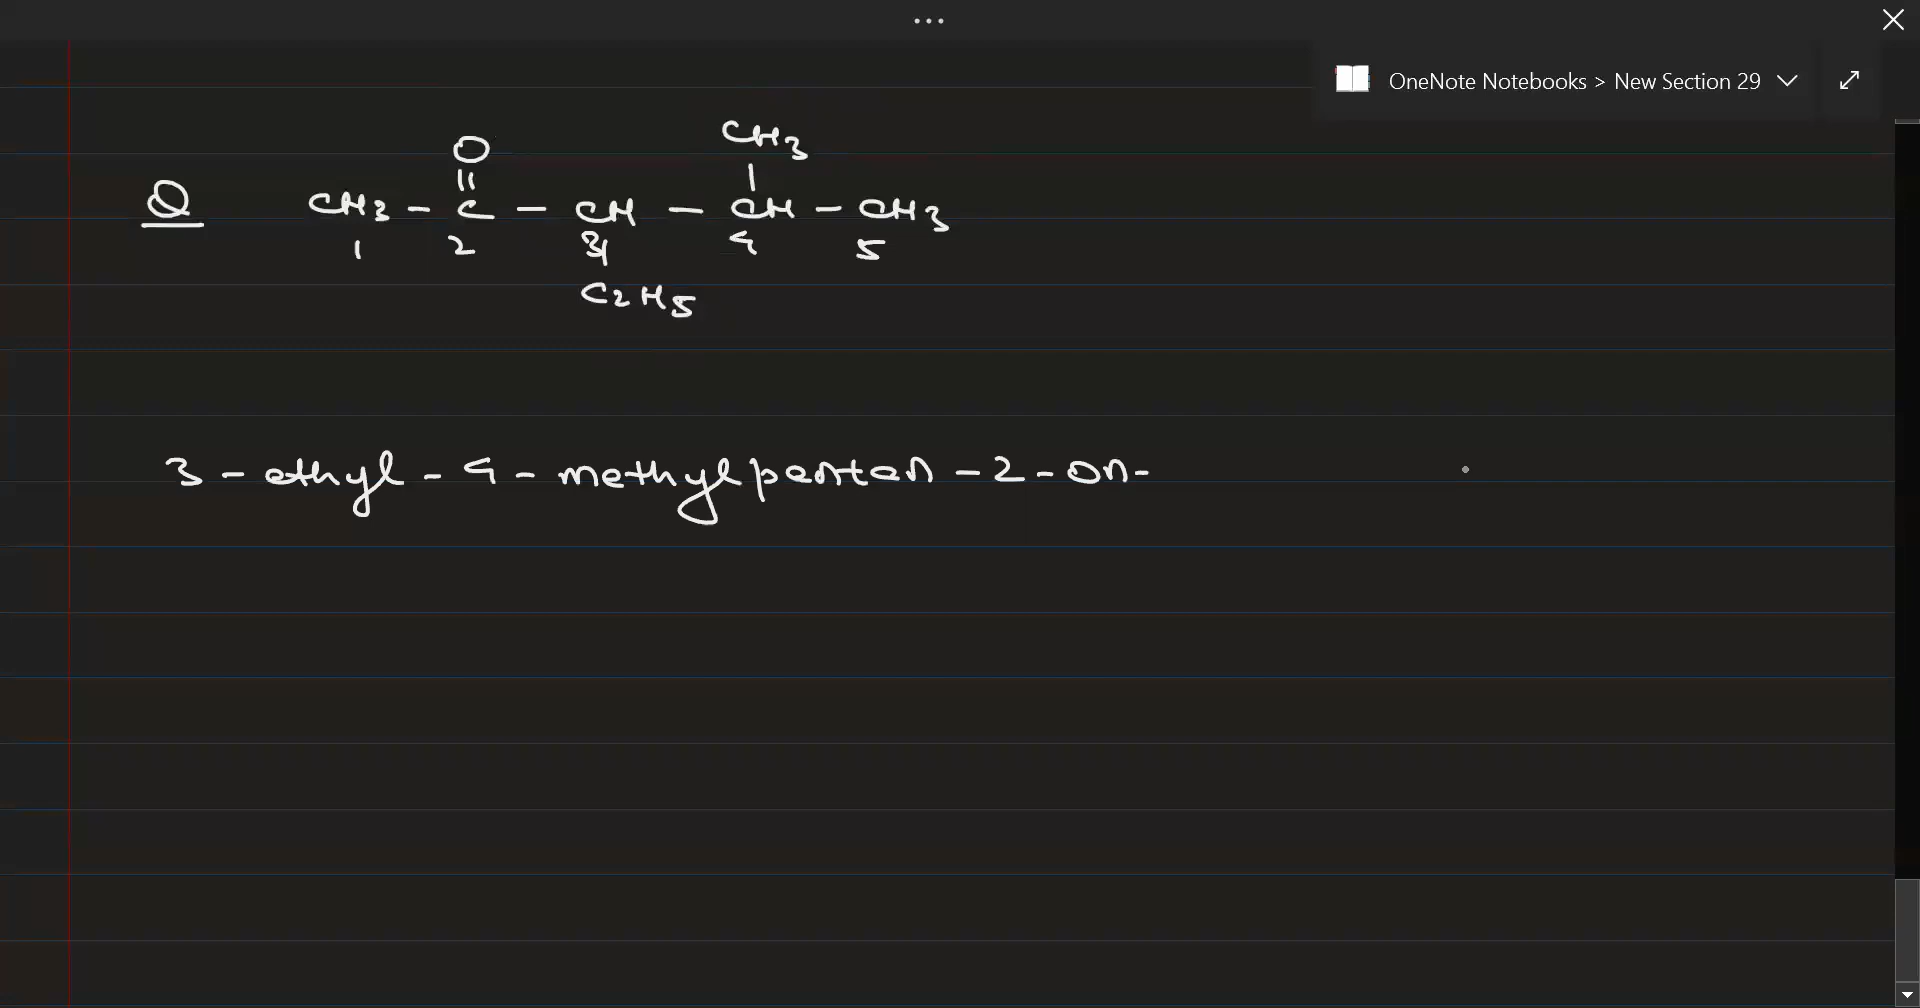 OneNote Notebooks > New Section 29
O CH3
Q CH3 - C - CH - CH - CH3
1 2 3 4 5
C2H5
3 - ethyl - 4 - methylpentan - 2 - on-